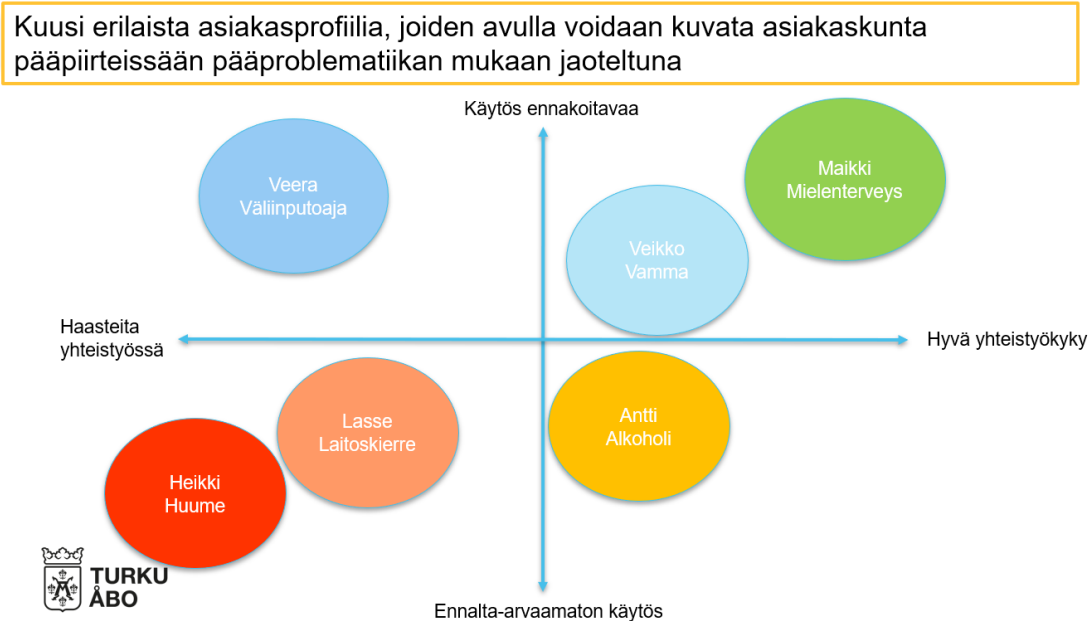 Kuusi erilaista asiakasprofiilia, joiden avulla voidaan kuvata asiakaskunta
pääpiirteissään pääproblematiikan mukaan jaoteltuna
Käytös ennakoitavaa
Veera
Väliinputoaja
Maikki
Mielenterveys
Veikko
Vamma
Haasteita
yhteistyössä
Hyvä yhteistyökyky
Lasse
Laitoskierre
Antti
Alkoholi
Heikki
Huume
TURKU
ÅBO
Ennalta-arvaamaton käytös